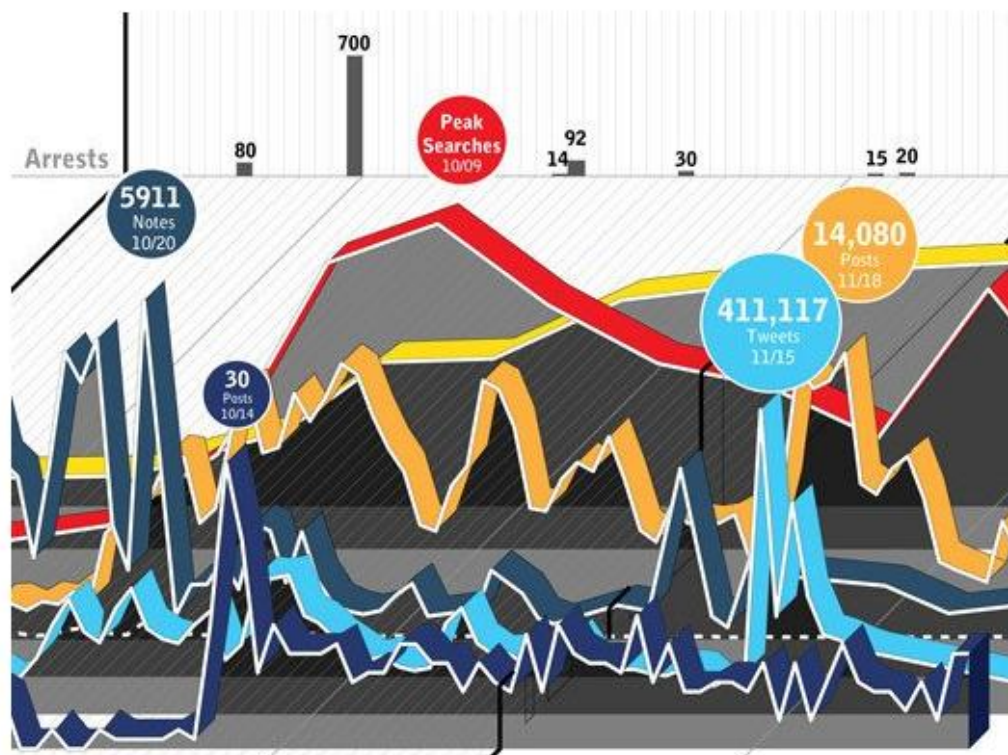 700
Peak
Searches
10/09
80
14
92
30
15
20
Arrests
5911
Notes
10/20
14,080
Posts
11/18
411,117
Tweets
11/15
30
Posts
10/14